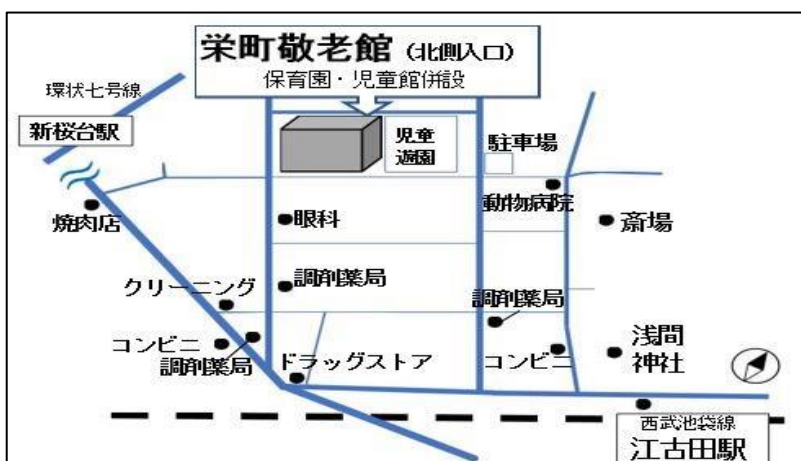 栄町敬老館(北側入口)
保育園・児童館併設
環状七号線
新桜台駅
児童
遊園
駐車場
動物病院
焼肉店
眼科
斎場
調剤薬局
クリーニング
調剤薬局
コンビニ
調剤薬局
ドラッグストア
コンビニ
浅間
神社
西武池袋線
江古田駅